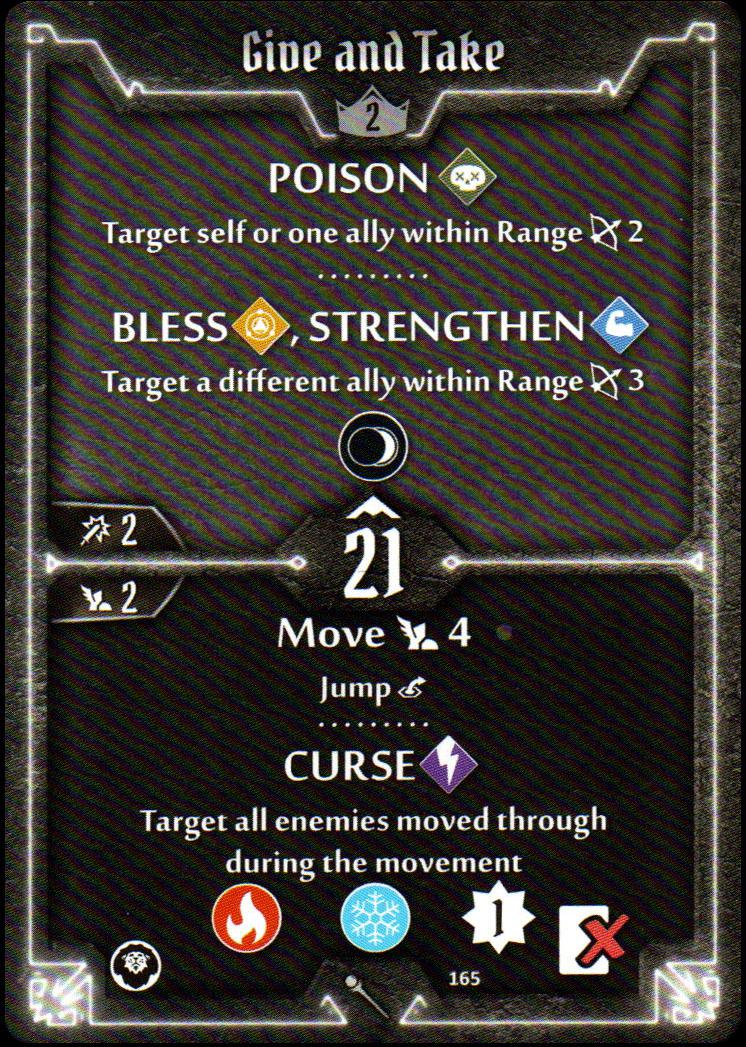 Give and Take
2
POISON
Target self or one ally within Range 2
.........
BLESS, STRENGTHEN
Target a different ally within Range 3
2
21
2
Move 4
Jump
.........
CURSE
Target all enemies moved through
during the movement
1
165